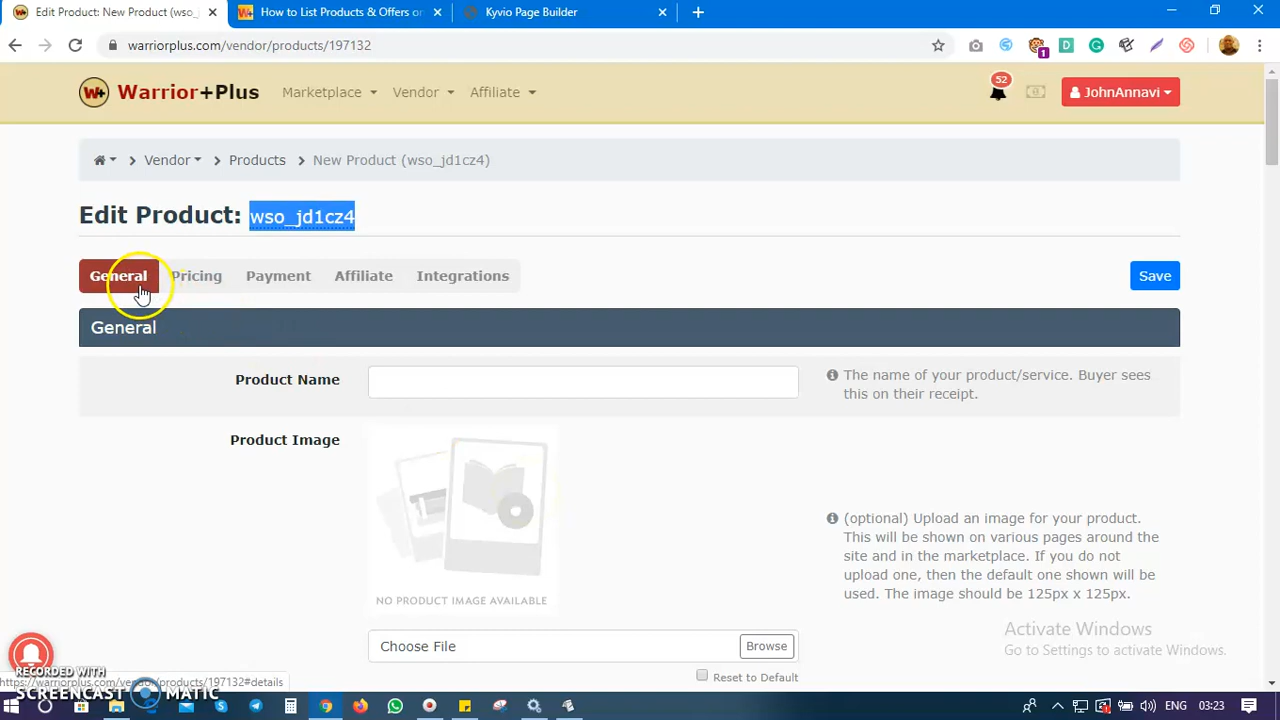 Edit Product: New Product (wso_
How to List Products & Offers on
Kyvio Page Builder
warriorplus.com/vendor/products/197132
1
W+ Warrior+Plus
Marketplace
Vendor
Affiliate
52
JohnAnnavi
Vendor
Products
New Product (wso_jd1cz4)
Edit Product: wso_jd1cz4
General
Pricing
Payment
Affiliate
Integrations
Save
General
Product Name
The name of your product/service. Buyer sees
this on their receipt.
Product Image
NO PRODUCT IMAGE AVAILABLE
(optional) Upload an image for your product.
This will be shown on various pages around the
site and in the marketplace. If you do not
upload one, then the default one shown will be
used. The image should be 125px x 125px.
Choose File
Browse
Reset to Default
Activate Windows
Go to Settings to activate Windows.
RECORDED WITH
SCREENCAST MATIC
https://warriorplus.com/vendor/products/197132#details
ENG
03:23